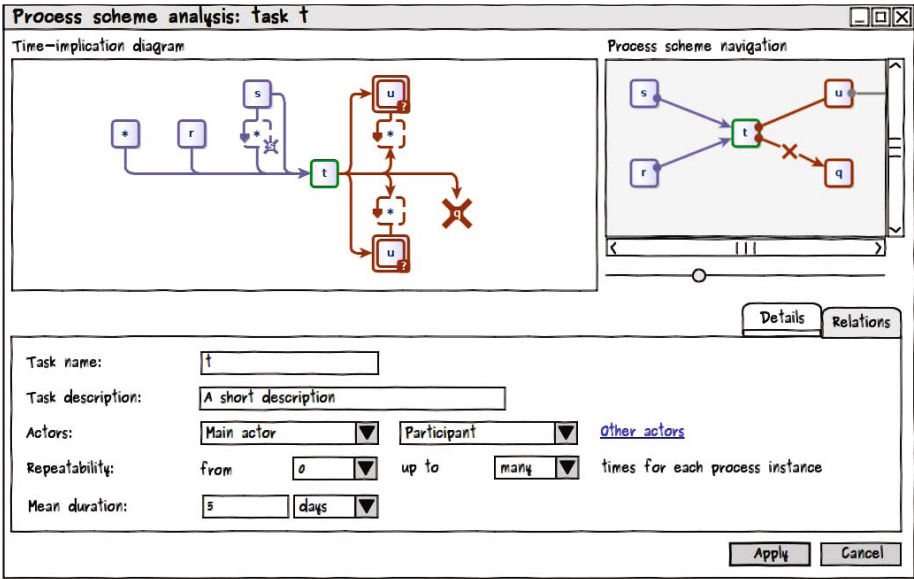 Process scheme analysis: task t
Time-implication diagram
Process scheme navigation
s
u
?
*
r
*
*
t
q
*
u
?
s
u
t
r
q
Details
Relations
Task name:
t
Task description:
A short description
Actors:
Main actor
Participant
Other actors
Repeatability:
from
0
up to
many
times for each process instance
Mean duration:
5
days
Apply
Cancel